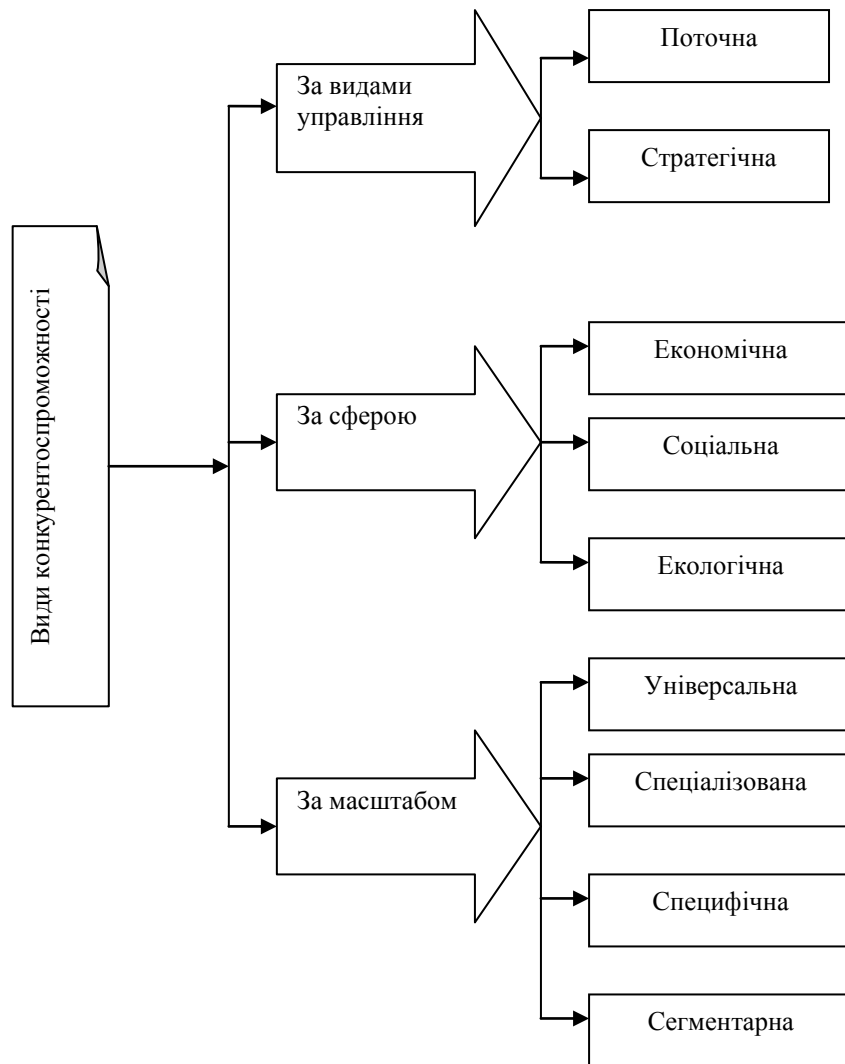 Види конкурентоспроможності
За видами
управління
Поточна
Стратегічна
За сферою
Економічна
Соціальна
Екологічна
За масштабом
Універсальна
Спеціалізована
Специфічна
Сегментарна